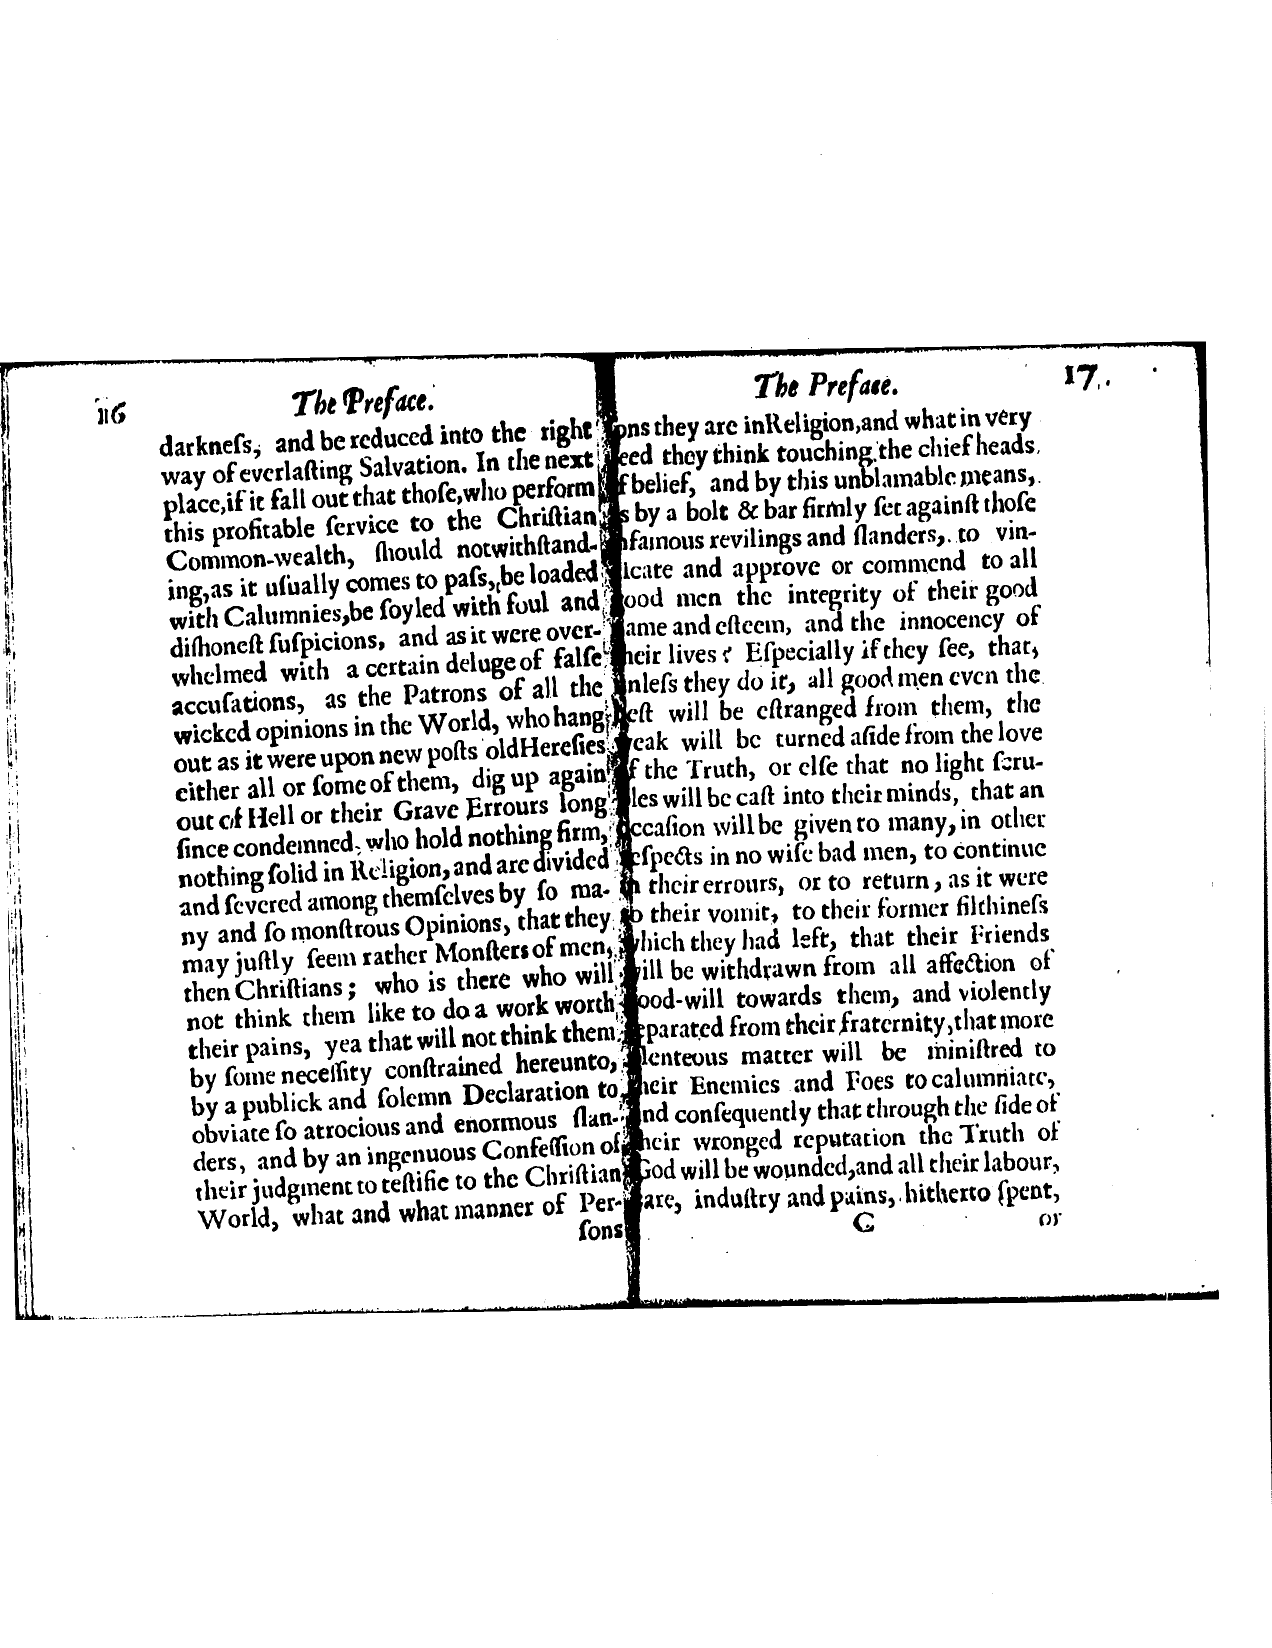 16 The Preface.
darkneſs, and be reduced into the right
way of everlaſting Salvation. In the next
place, if it fall out that thoſe, who perform
this profitable ſervice to the Chriſtian
Common-wealth, ſhould notwithſtand-
ing, as it uſually comes to paſs, be loaded
with Calumnies, be ſoyled with foul and
diſhoneſt ſuſpicions, and as it were over-
whelmed with a certain deluge of falſe
accuſations, as the Patrons of all the
wicked opinions in the World, who hang
out as it were upon new poſts old Hereſies
either all or ſome of them, dig up again
out of Hell or their Grave Errours long
ſince condemned, who hold nothing firm,
nothing ſolid in Religion, and are divided
and ſevered among themſelves by ſo ma-
ny and ſo monſtrous Opinions, that they
may juſtly ſeem rather Monſters of men,
then Chriſtians; who is there who will
not think them like to do a work worth
their pains, yea that will not think them
by ſome neceſſity conſtrained hereunto,
by a publick and ſolemn Declaration to
obviate ſo atrocious and enormous ſlan-
ders, and by an ingenuous Confeſſion of
their judgment to teſtifie to the Chriſtian
World, what and what manner of Per-
ſons
The Preface. 17.
ons they are in Religion, and what in very
eed they think touching the chief heads
f belief, and by this unblamable means,
s by a bolt & bar firmly ſet againſt thoſe
famous revilings and ſlanders, to vin-
icate and approve or commend to all
ood men the integrity of their good
ame and eſteem, and the innocency of
heir lives? Eſpecially if they ſee, that,
nleſs they do it, all good men even the
eſt will be eſtranged from them, the
eak will be turned aſide from the love
f the Truth, or elſe that no light ſcru-
les will be caſt into their minds, that an
ccaſion will be given to many, in other
eſpects in no wiſe bad men, to continue
n their errours, or to return, as it were
o their vomit, to their former filthineſs
hich they had left, that their Friends
ill be withdrawn from all affection of
ood-will towards them, and violently
eparated from their fraternity, that more
lenteous matter will be miniſtred to
heir Enemies and Foes to calumniate,
nd conſequently that through the ſide of
heir wronged reputation the Truth of
God will be wounded, and all their labour,
are, induſtry and pains, hitherto ſpent,
C or